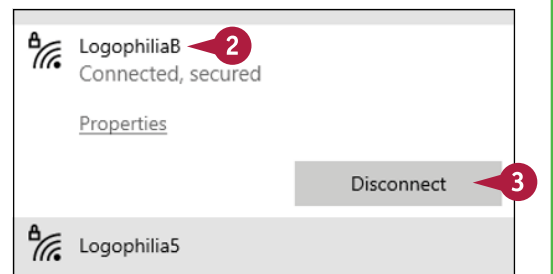 LogophiliaB 2
Connected, secured
Properties
Disconnect 3
Logophilia5